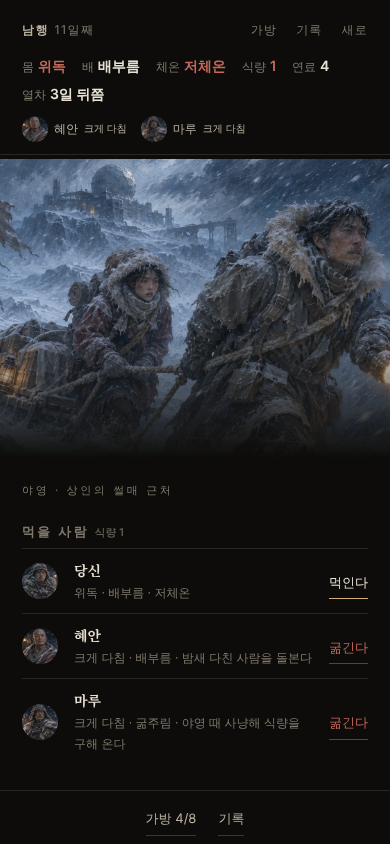 남행 11일째 가방 기록 새로
몸 위독 배 배부름 체온 저체온 식량 1 연료 4
열차 3일 뒤쯤
혜안 크게 다침 마루 크게 다침
야영 · 상인의 썰매 근처
먹을 사람 식량 1
당신
위독 · 배부름 · 저체온
먹인다
혜안
크게 다침 · 배부름 · 밤새 다친 사람을 돌본다
굶긴다
마루
크게 다침 · 굶주림 · 야영 때 사냥해 식량을
구해 온다
굶긴다
가방 4/8 기록